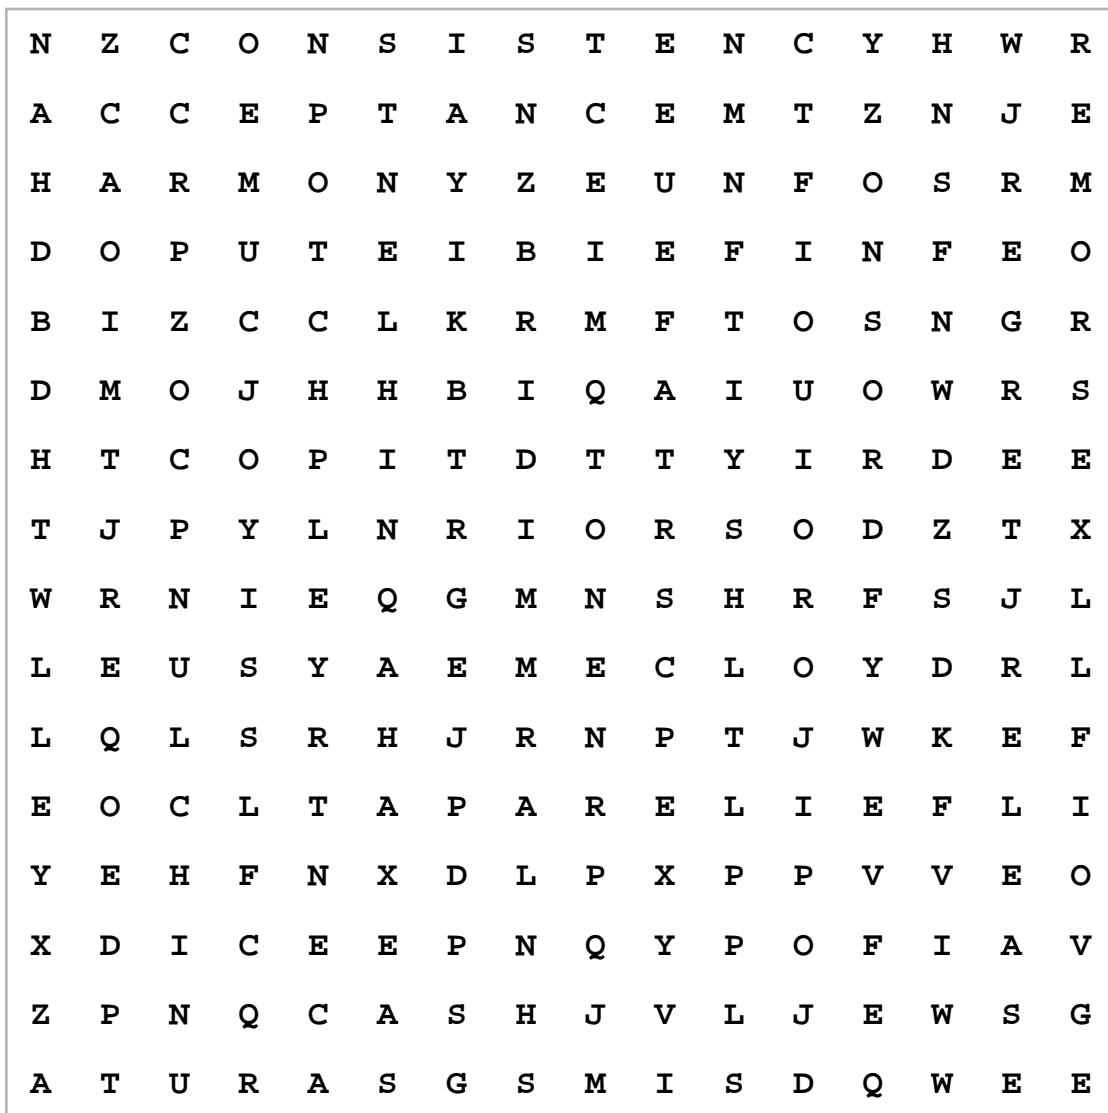 N Z C O N S I S T E N C Y H W R
A C C E P T A N C E M T Z N J E
H A R M O N Y Z E U N F O S R M
D O P U T E I B I E F I N F E O
B I Z C C L K R M F T O S N G R
D M O J H H B I Q A I U O W R S
H T C O P I T D T T Y I R D E E
T J P Y L N R I O R S O D Z T X
W R N I E Q G M N S H R F S J L
L E U S Y A E M E C L O Y D R L
L Q L S R H J R N P T J W K E F
E O C L T A P A R E L I E F L I
Y E H F N X D L P X P P V V E O
X D I C E E P N Q Y P O F I A V
Z P N Q C A S H J V L J E W S G
A T U R A S G S M I S D Q W E E